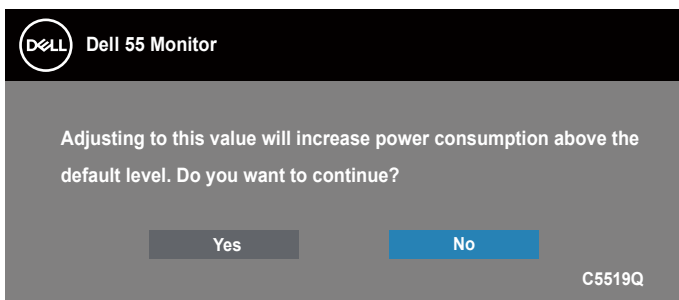 DELL Dell 55 Monitor
Adjusting to this value will increase power consumption above the
default level. Do you want to continue?
Yes No
C5519Q